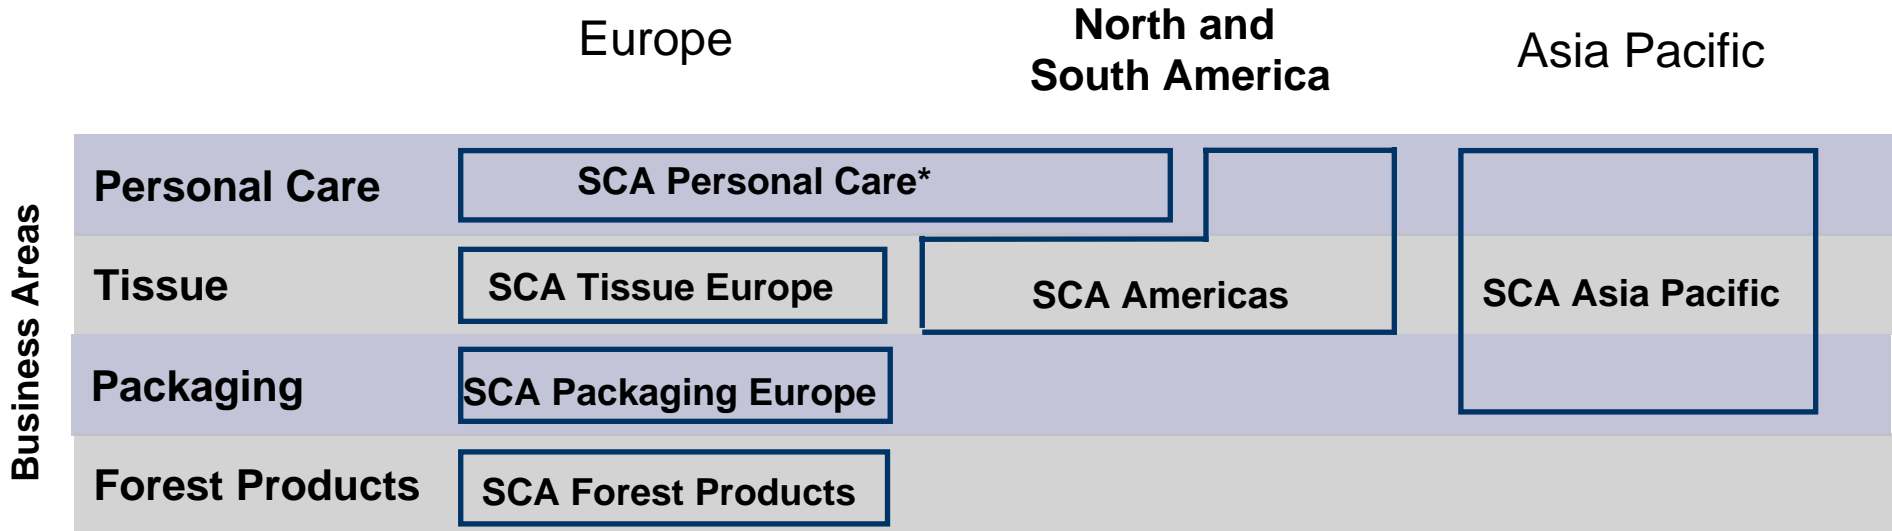 Europe
North and
South America
Asia Pacific
Business Areas
Personal Care
SCA Personal Care*
Tissue
SCA Tissue Europe
SCA Americas
SCA Asia Pacific
Packaging
SCA Packaging Europe
Forest Products
SCA Forest Products